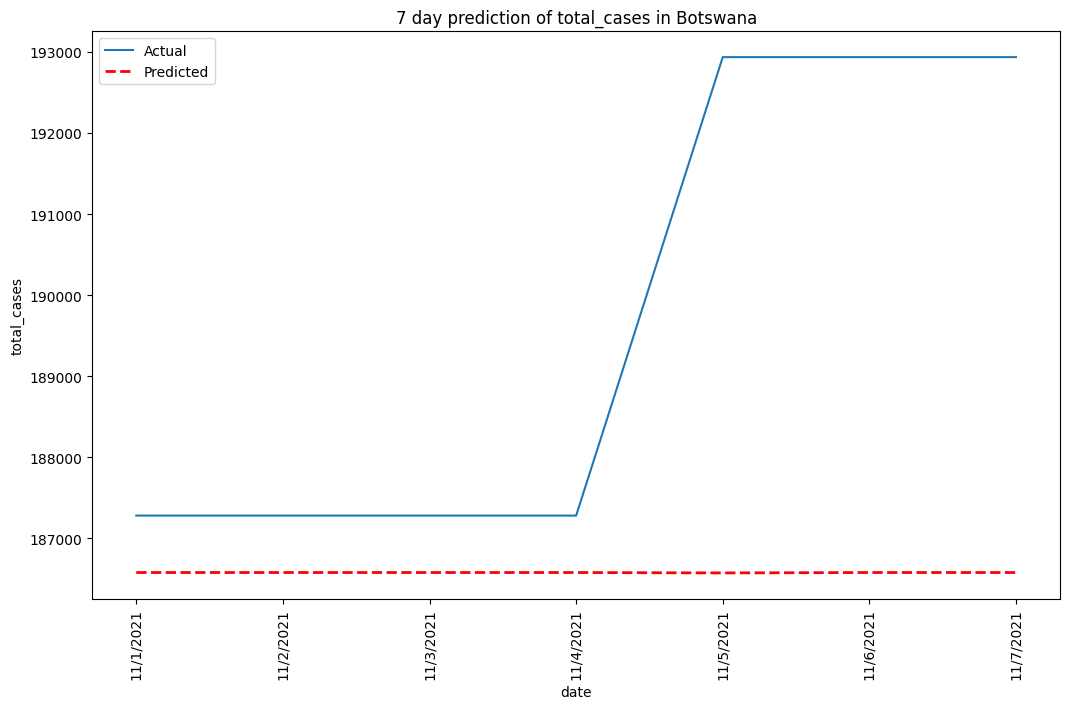 7 day prediction of total_cases in Botswana
Actual
Predicted
193000
192000
191000
190000
189000
188000
187000
total_cases
11/1/2021
11/2/2021
11/3/2021
11/4/2021
11/5/2021
11/6/2021
11/7/2021
date